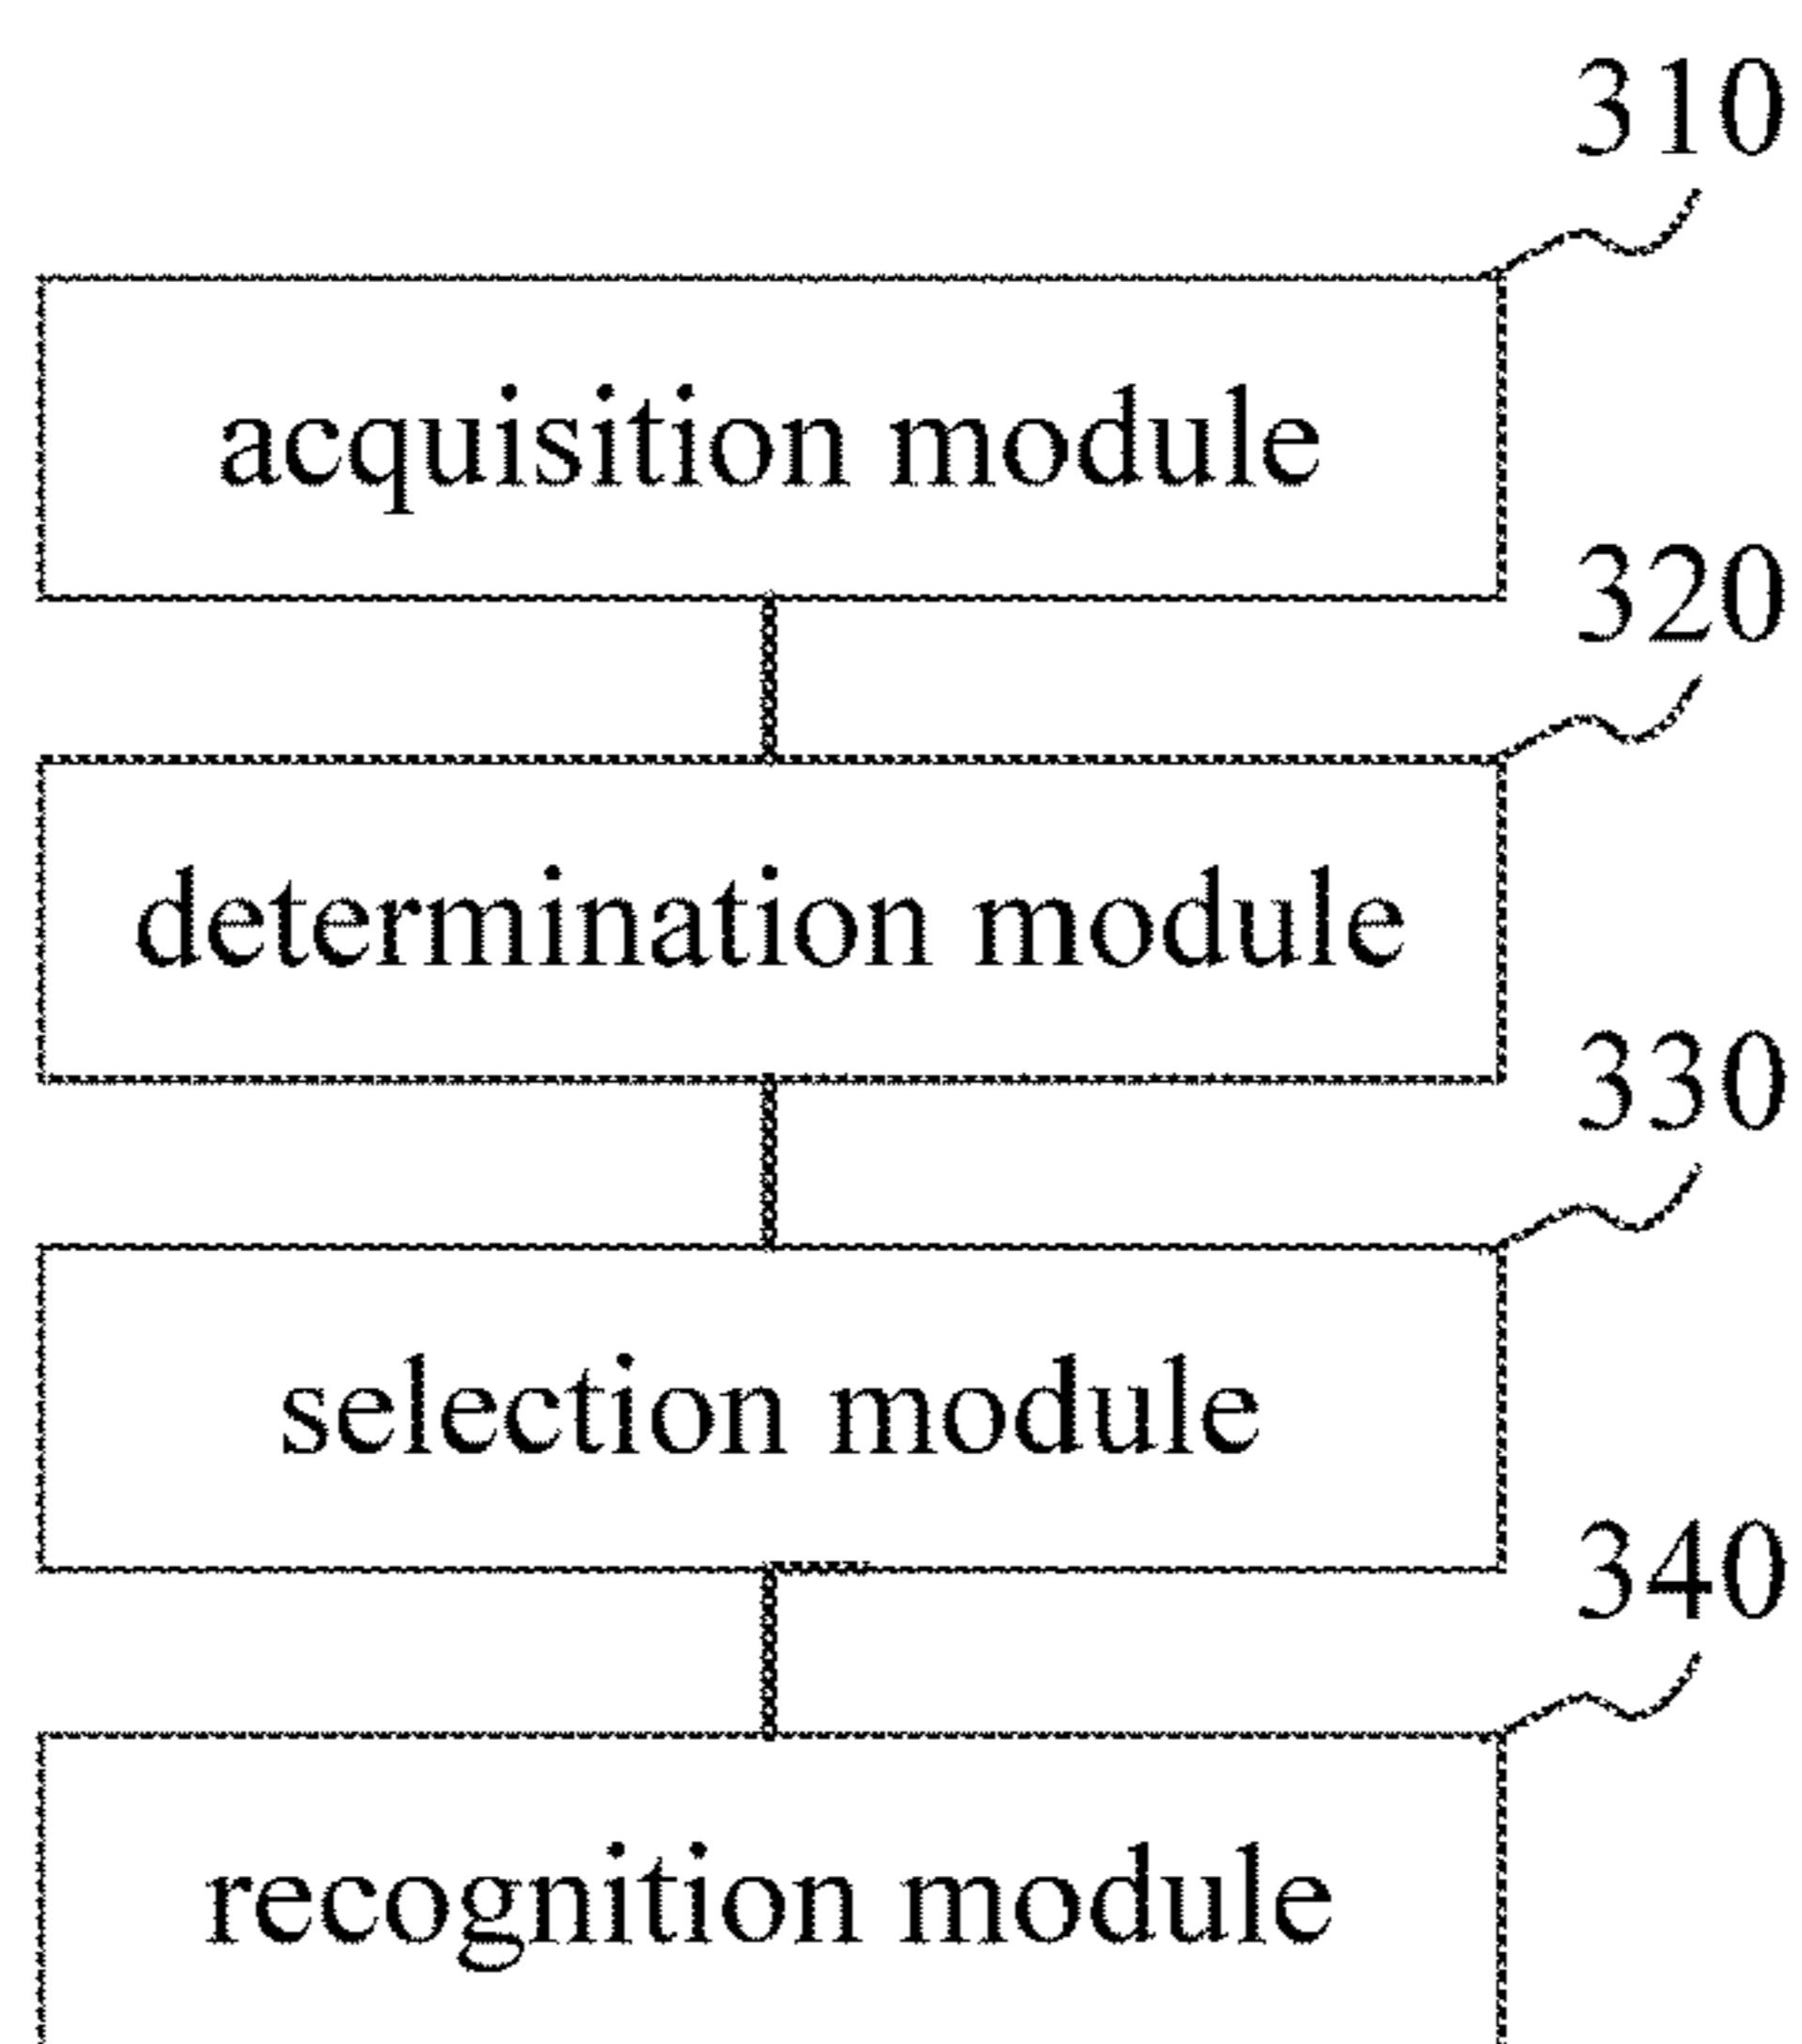 310
acquisition module
320
determination module
330
selection module
340
recognition module